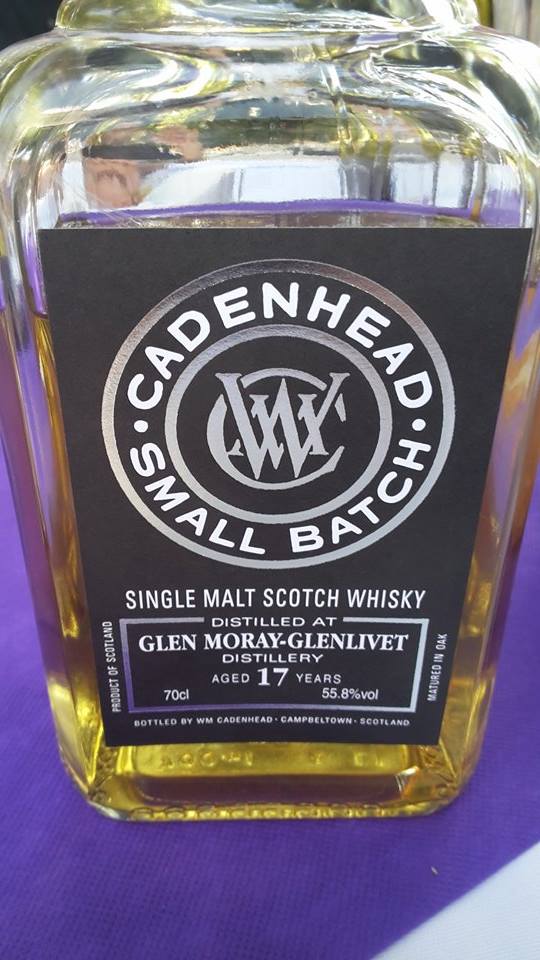 CADENHEAD
SMALL BATCH
WC
SINGLE MALT SCOTCH WHISKY
DISTILLED AT
GLEN MORAY-GLENLIVET
DISTILLERY
AGED 17 YEARS
70cl 55.8%vol
PRODUCT OF SCOTLAND
MATURED IN OAK
BOTTLED BY WM CADENHEAD · CAMPBELTOWN · SCOTLAND